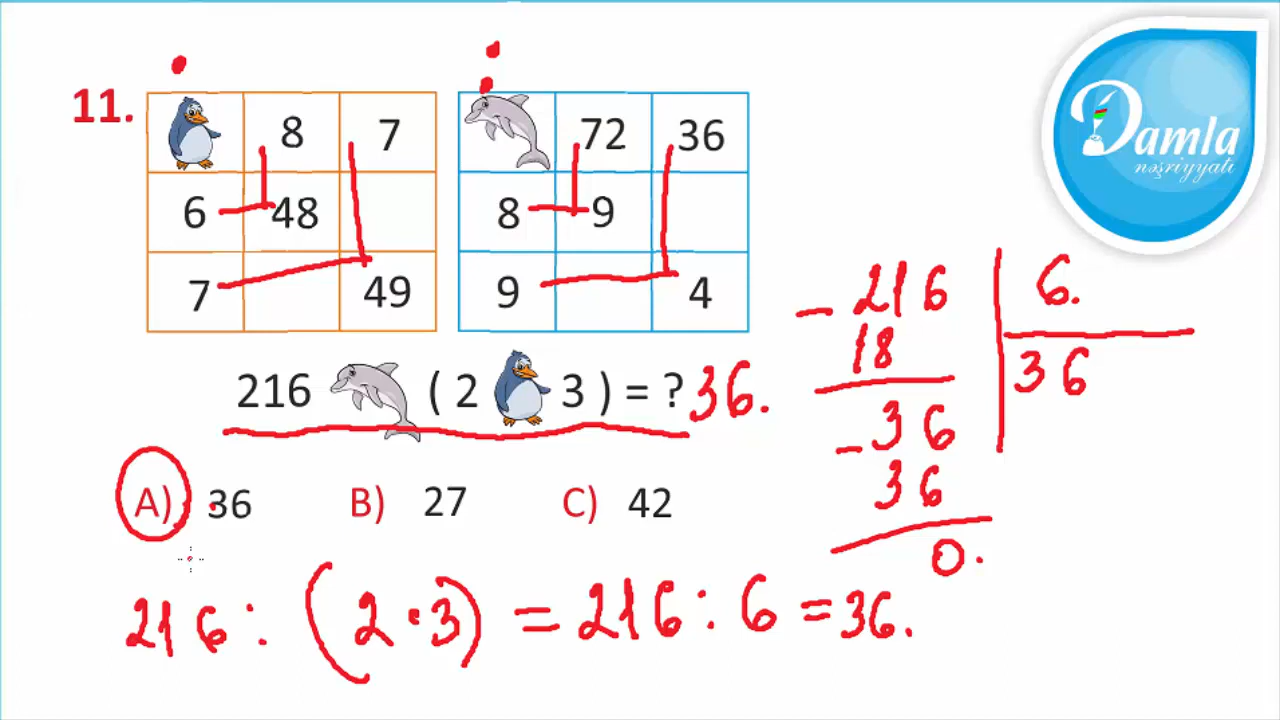 11.
8 7
6 48
7 49
72 36
8 9
9 4
Damla
nəşriyyatı
216 ( 2 3 ) = ? 36.
A) 36 B) 27 C) 42
- 216 6.
18 36
- 36
36
0.
216 : (2 · 3) = 216 : 6 = 36.